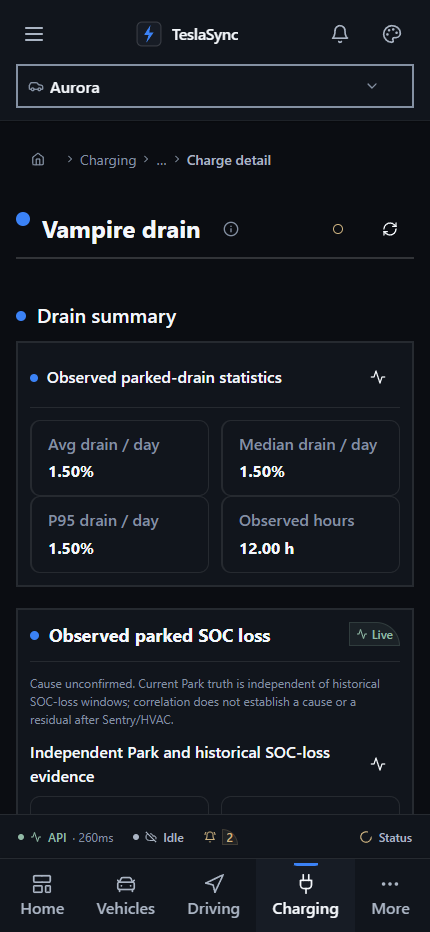 TeslaSync
Aurora
Charging > ... > Charge detail
Vampire drain
Drain summary
Observed parked-drain statistics
Avg drain / day
1.50%
Median drain / day
1.50%
P95 drain / day
1.50%
Observed hours
12.00 h
Observed parked SOC loss
Live
Cause unconfirmed. Current Park truth is independent of historical
SOC-loss windows; correlation does not establish a cause or a
residual after Sentry/HVAC.
Independent Park and historical SOC-loss
evidence
API · 260ms
Idle
2
Status
Home
Vehicles
Driving
Charging
More